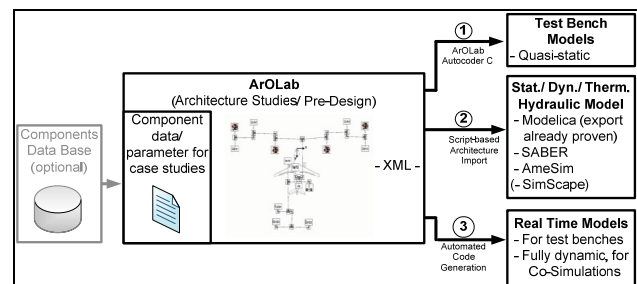 Components
Data Base
(optional)
ArOLab
(Architecture Studies/ Pre-Design)
Component
data/
parameter for
case studies
- XML -
1
ArOLab
Autocoder C
2
Script-based
Architecture
Import
3
Automated
Code
Generation
Test Bench
Models
- Quasi-static
Stat./ Dyn./ Therm.
Hydraulic Model
- Modelica (export
already proven)
- SABER
- AmeSim
(- SimScape)
Real Time Models
- For test benches
- Fully dynamic, for
Co-Simulations